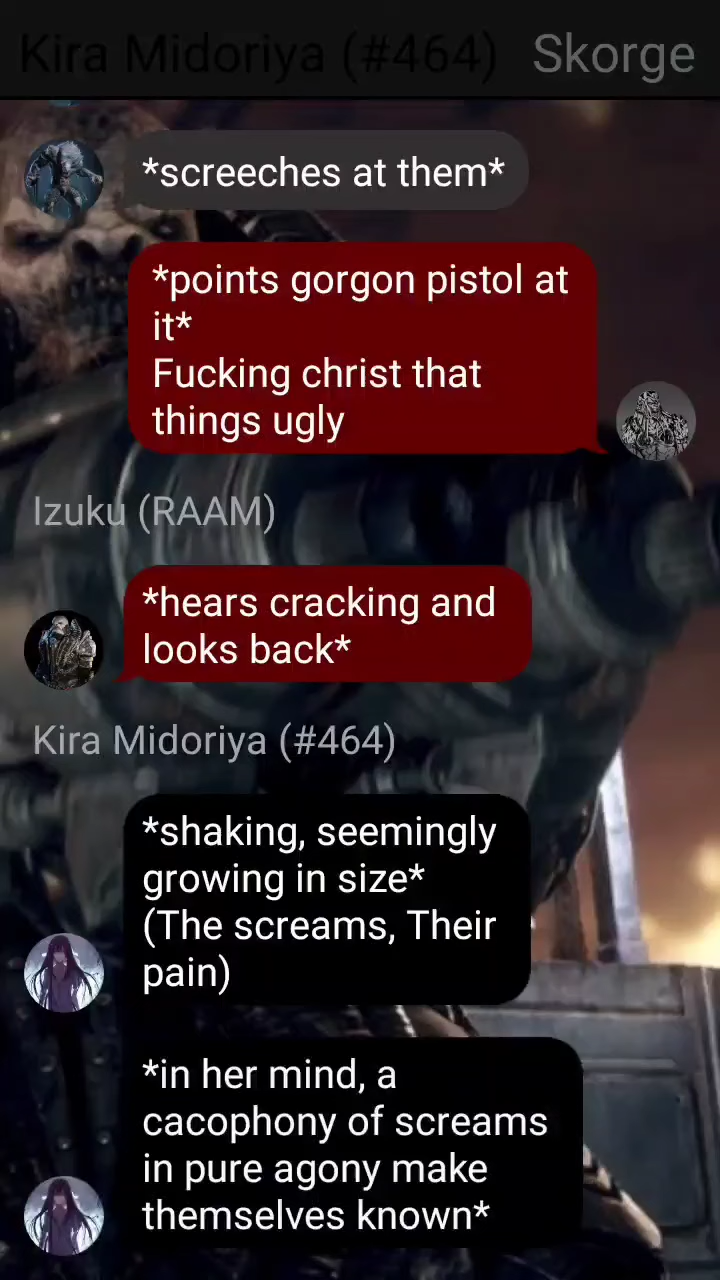 Kira Midoriya (#464) Skorge
*screeches at them*
*points gorgon pistol at
it*
Fucking christ that
things ugly
Izuku (RAAM)
*hears cracking and
looks back*
Kira Midoriya (#464)
*shaking, seemingly
growing in size*
(The screams, Their
pain)
*in her mind, a
cacophony of screams
in pure agony make
themselves known*